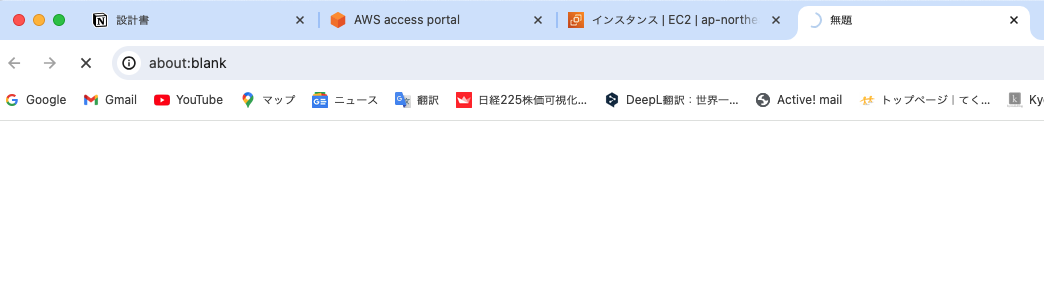 設計書 AWS access portal インスタンス | EC2 | ap-northe 無題
about:blank
Google Gmail YouTube マップ ニュース 翻訳 日経225株価可視化... DeepL翻訳：世界一... Active! mail トップページ｜てく... Ky